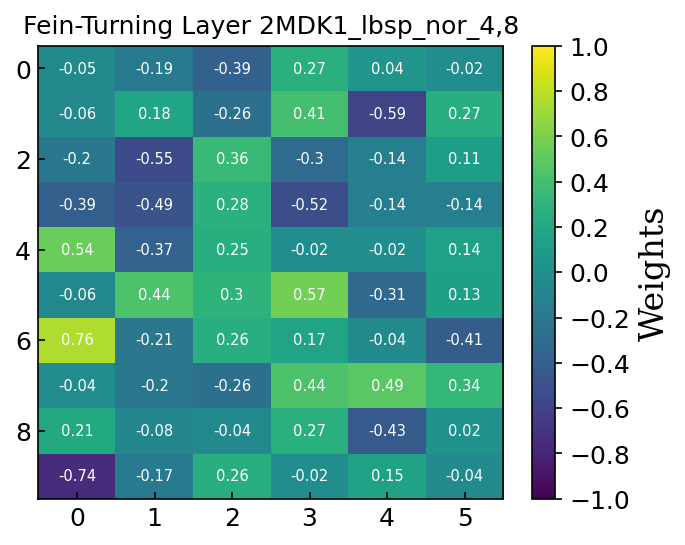 Fein-Turning Layer 2MDK1_lbsp_nor_4,8
0 -0.05 -0.19 -0.39 0.27 0.04 -0.02
-0.06 0.18 -0.26 0.41 -0.59 0.27
2 -0.2 -0.55 0.36 -0.3 -0.14 0.11
-0.39 -0.49 0.28 -0.52 -0.14 -0.14
4 0.54 -0.37 0.25 -0.02 -0.02 0.14
-0.06 0.44 0.3 0.57 -0.31 0.13
6 0.76 -0.21 0.26 0.17 -0.04 -0.41
-0.04 -0.2 -0.26 0.44 0.49 0.34
8 0.21 -0.08 -0.04 0.27 -0.43 0.02
-0.74 -0.17 0.26 -0.02 0.15 -0.04
0 1 2 3 4 5
1.0
0.8
0.6
0.4
0.2
0.0
−0.2
−0.4
−0.6
−0.8
−1.0
Weights